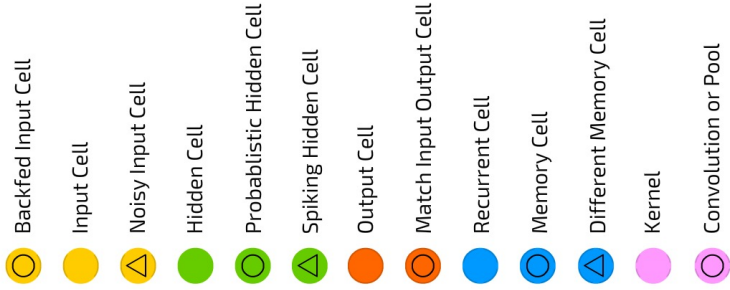 Backfed Input Cell
Input Cell
Noisy Input Cell
Hidden Cell
Probablistic Hidden Cell
Spiking Hidden Cell
Output Cell
Match Input Output Cell
Recurrent Cell
Memory Cell
Different Memory Cell
Kernel
Convolution or Pool